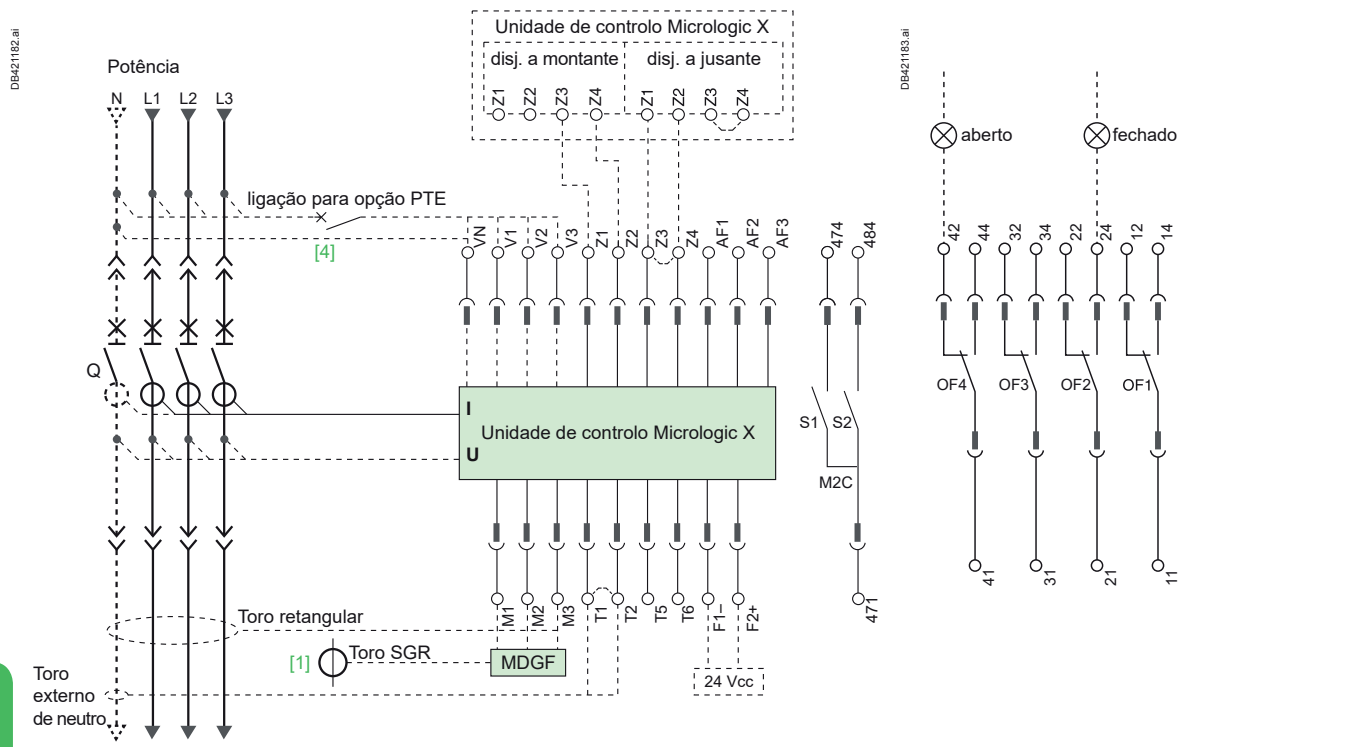 DB421182.ai
Unidade de controlo Micrologic X
disj. a montante
disj. a jusante
Z1
Z2
Z3
Z4
Z1
Z2
Z3
Z4
Potência
N
L1
L2
L3
ligação para opção PTE
[4]
VN
V1
V2
V3
Z1
Z2
Z3
Z4
AF1
AF2
AF3
474
484
Q
I
Unidade de controlo Micrologic X
U
S1
S2
M2C
M1
M2
M3
T1
T2
T5
T6
F1–
F2+
471
Toro retangular
[1]
Toro SGR
MDGF
24 Vcc
Toro
externo
de neutro
DB421183.ai
aberto
fechado
42
44
32
34
22
24
12
14
OF4
OF3
OF2
OF1
41
31
21
11